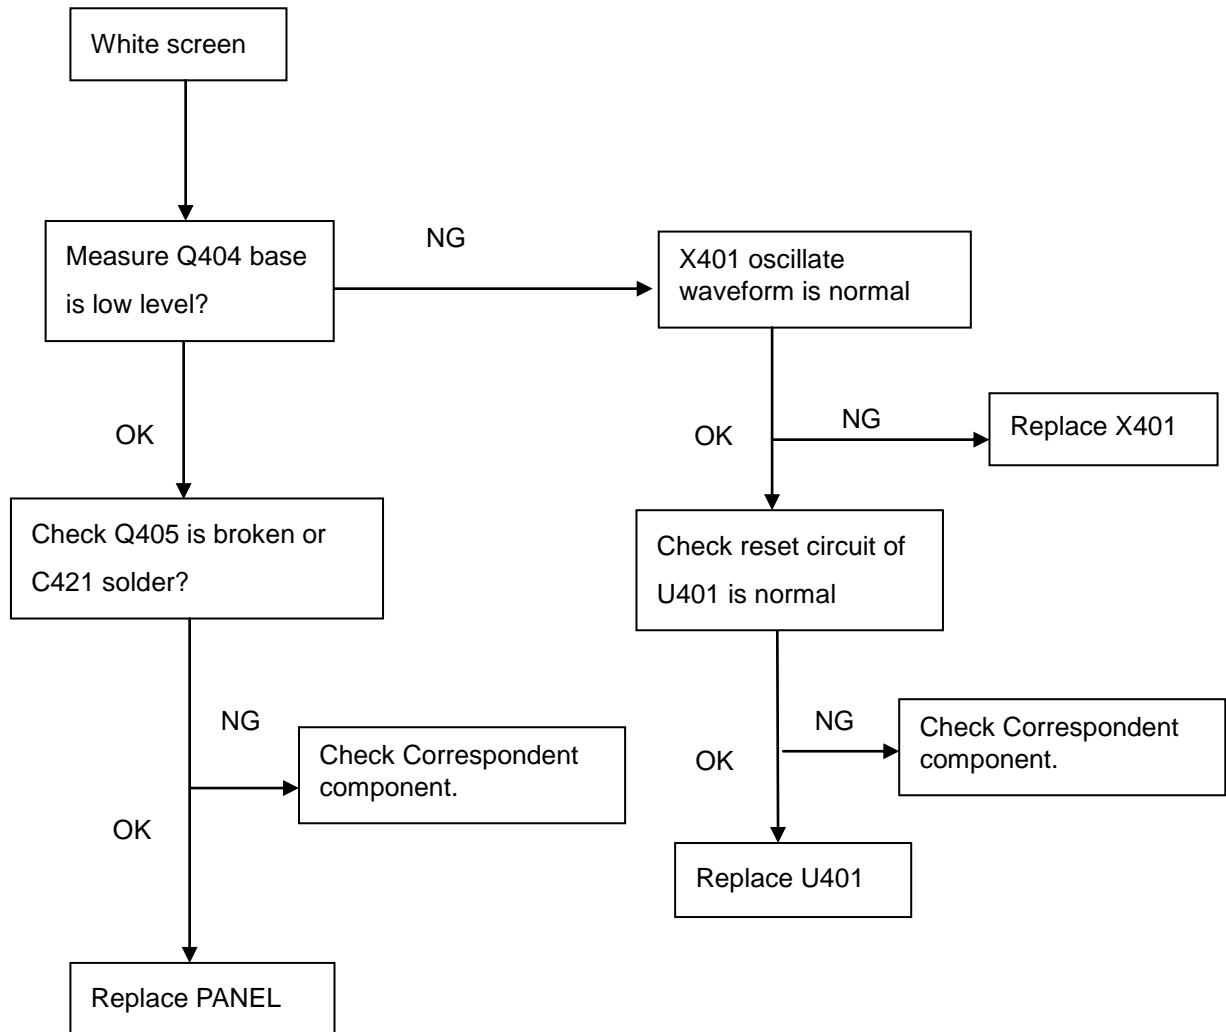 White screen
Measure Q404 base
is low level?
NG
X401 oscillate
waveform is normal
OK
OK
NG
Replace X401
Check Q405 is broken or
C421 solder?
Check reset circuit of
U401 is normal
NG
Check Correspondent
component.
OK
NG
Check Correspondent
component.
OK
Replace U401
Replace PANEL